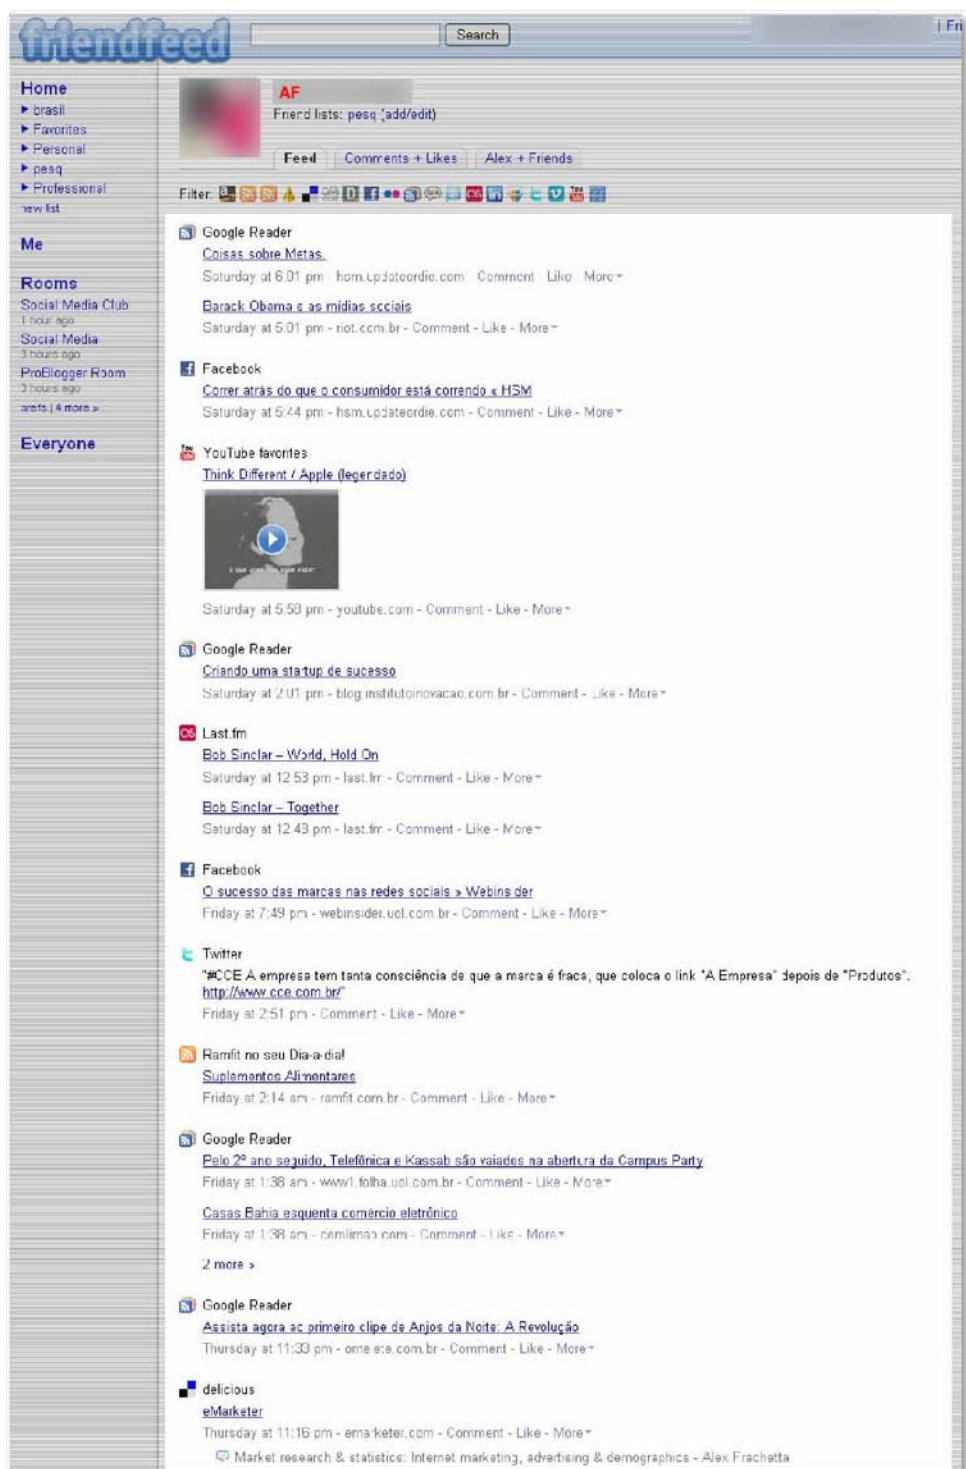 friendfeed
Search
| Fri
Home
brasil
Favorites
Personal
pesq
Professional
new list
Me
Rooms
Social Media Club
1 hour ago
Social Media
3 hours ago
ProBlogger Room
3 hours ago
| 4 more »
Everyone
AF
Friend lists: pesq (add/edit)
Feed
Comments + Likes
Alex + Friends
Filter:
Google Reader
Coisas sobre Metas.
Saturday at 6:01 pm - hsm.updateordie.com - Comment - Like - More
Barack Obama e as mídias sociais
Saturday at 5:01 pm - riot.com.br - Comment - Like - More
Facebook
Correr atrás do que o consumidor está correndo « HSM
Saturday at 5:44 pm - hsm.updateordie.com - Comment - Like - More
YouTube favorites
Think Different / Apple (legendado)
Saturday at 5:58 pm - youtube.com - Comment - Like - More
Google Reader
Criando uma startup de sucesso
Saturday at 2:01 pm - blog.institutoinovacao.com.br - Comment - Like - More
Last.fm
Bob Sinclar – World, Hold On
Saturday at 12:53 pm - last.fm - Comment - Like - More
Bob Sinclar – Together
Saturday at 12:49 pm - last.fm - Comment - Like - More
Facebook
O sucesso das marcas nas redes sociais » Webinsider
Friday at 7:49 pm - webinsider.uol.com.br - Comment - Like - More
Twitter
"#CCE A empresa tem tanta consciência de que a marca é fraca, que coloca o link "A Empresa" depois de "Produtos".
http://www.cce.com.br/"
Friday at 2:51 pm - Comment - Like - More
Ramfit no seu Dia-a-dia!
Suplementos Alimentares
Friday at 2:14 am - ramfit.com.br - Comment - Like - More
Google Reader
Pelo 2º ano seguido, Telefônica e Kassab são vaiados na abertura da Campus Party
Friday at 1:38 am - www1.folha.uol.com.br - Comment - Like - More
Casas Bahia esquenta comércio eletrônico
Friday at 1:38 am - - Comment - Like - More
2 more »
Google Reader
Assista agora ao primeiro clipe de Anjos da Noite: A Revolução
Thursday at 11:33 pm - omelete.com.br - Comment - Like - More
delicious
eMarketer
Thursday at 11:16 pm - emarketer.com - Comment - Like - More
Market research & statistics: Internet marketing, advertising & demographics - Alex Frachetta